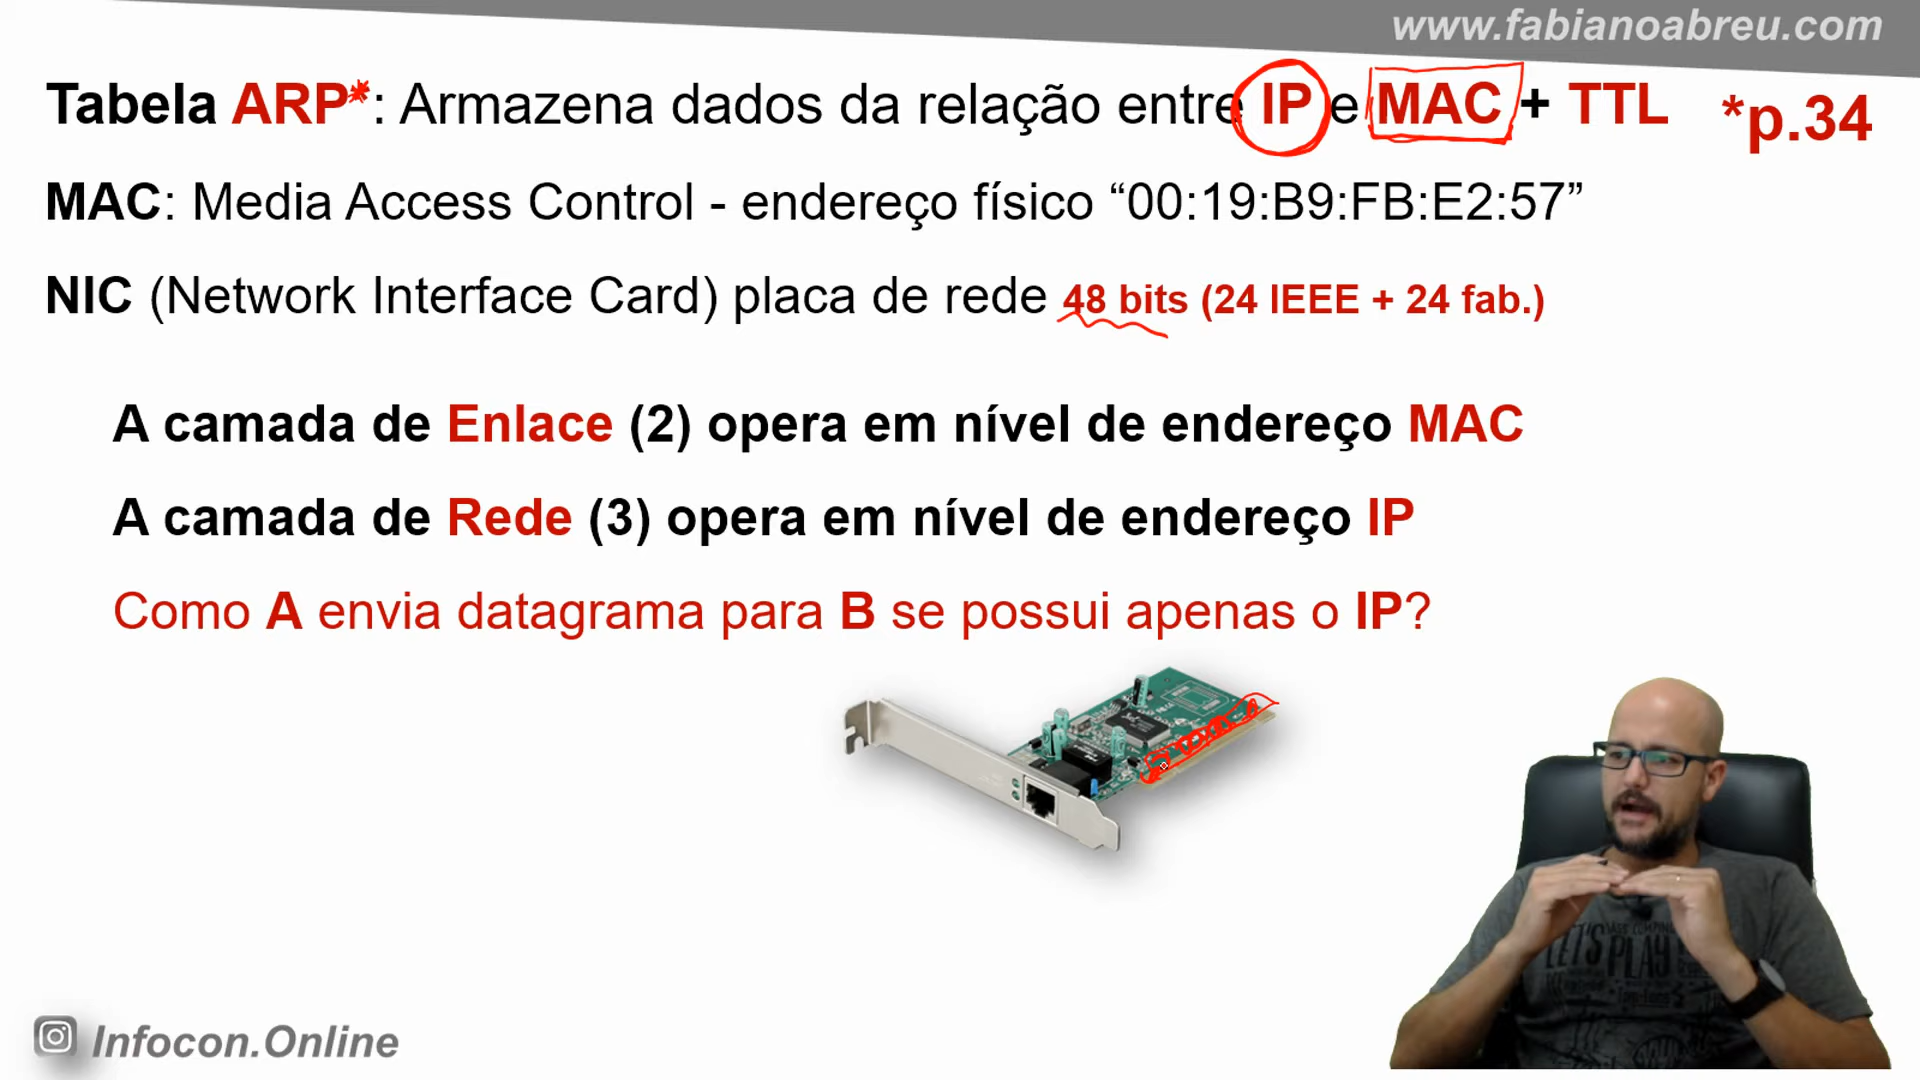 www.fabianoabreu.com
Tabela ARP*: Armazena dados da relação entre IP e MAC + TTL *p.34
MAC: Media Access Control - endereço físico “00:19:B9:FB:E2:57”
NIC (Network Interface Card) placa de rede 48 bits (24 IEEE + 24 fab.)
A camada de Enlace (2) opera em nível de endereço MAC
A camada de Rede (3) opera em nível de endereço IP
Como A envia datagrama para B se possui apenas o IP?
LET'S PLAY
Infocon.Online